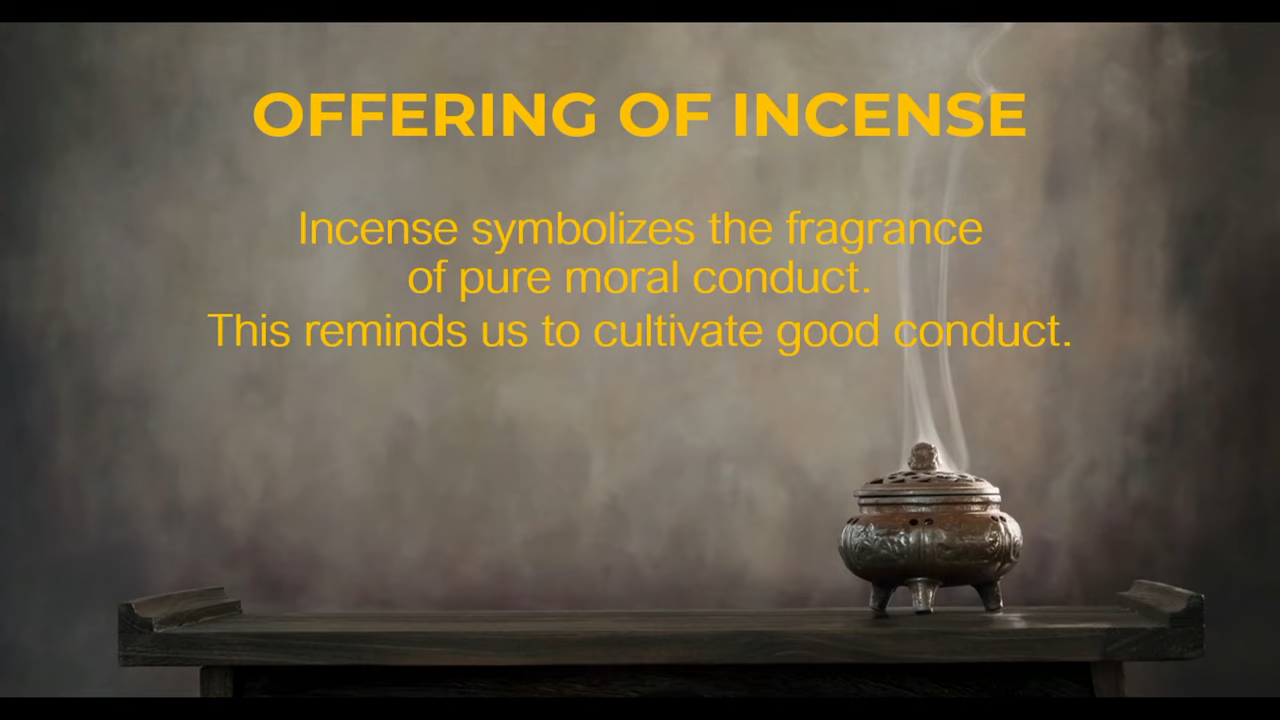 OFFERING OF INCENSE
Incense symbolizes the fragrance
of pure moral conduct.
This reminds us to cultivate good conduct.